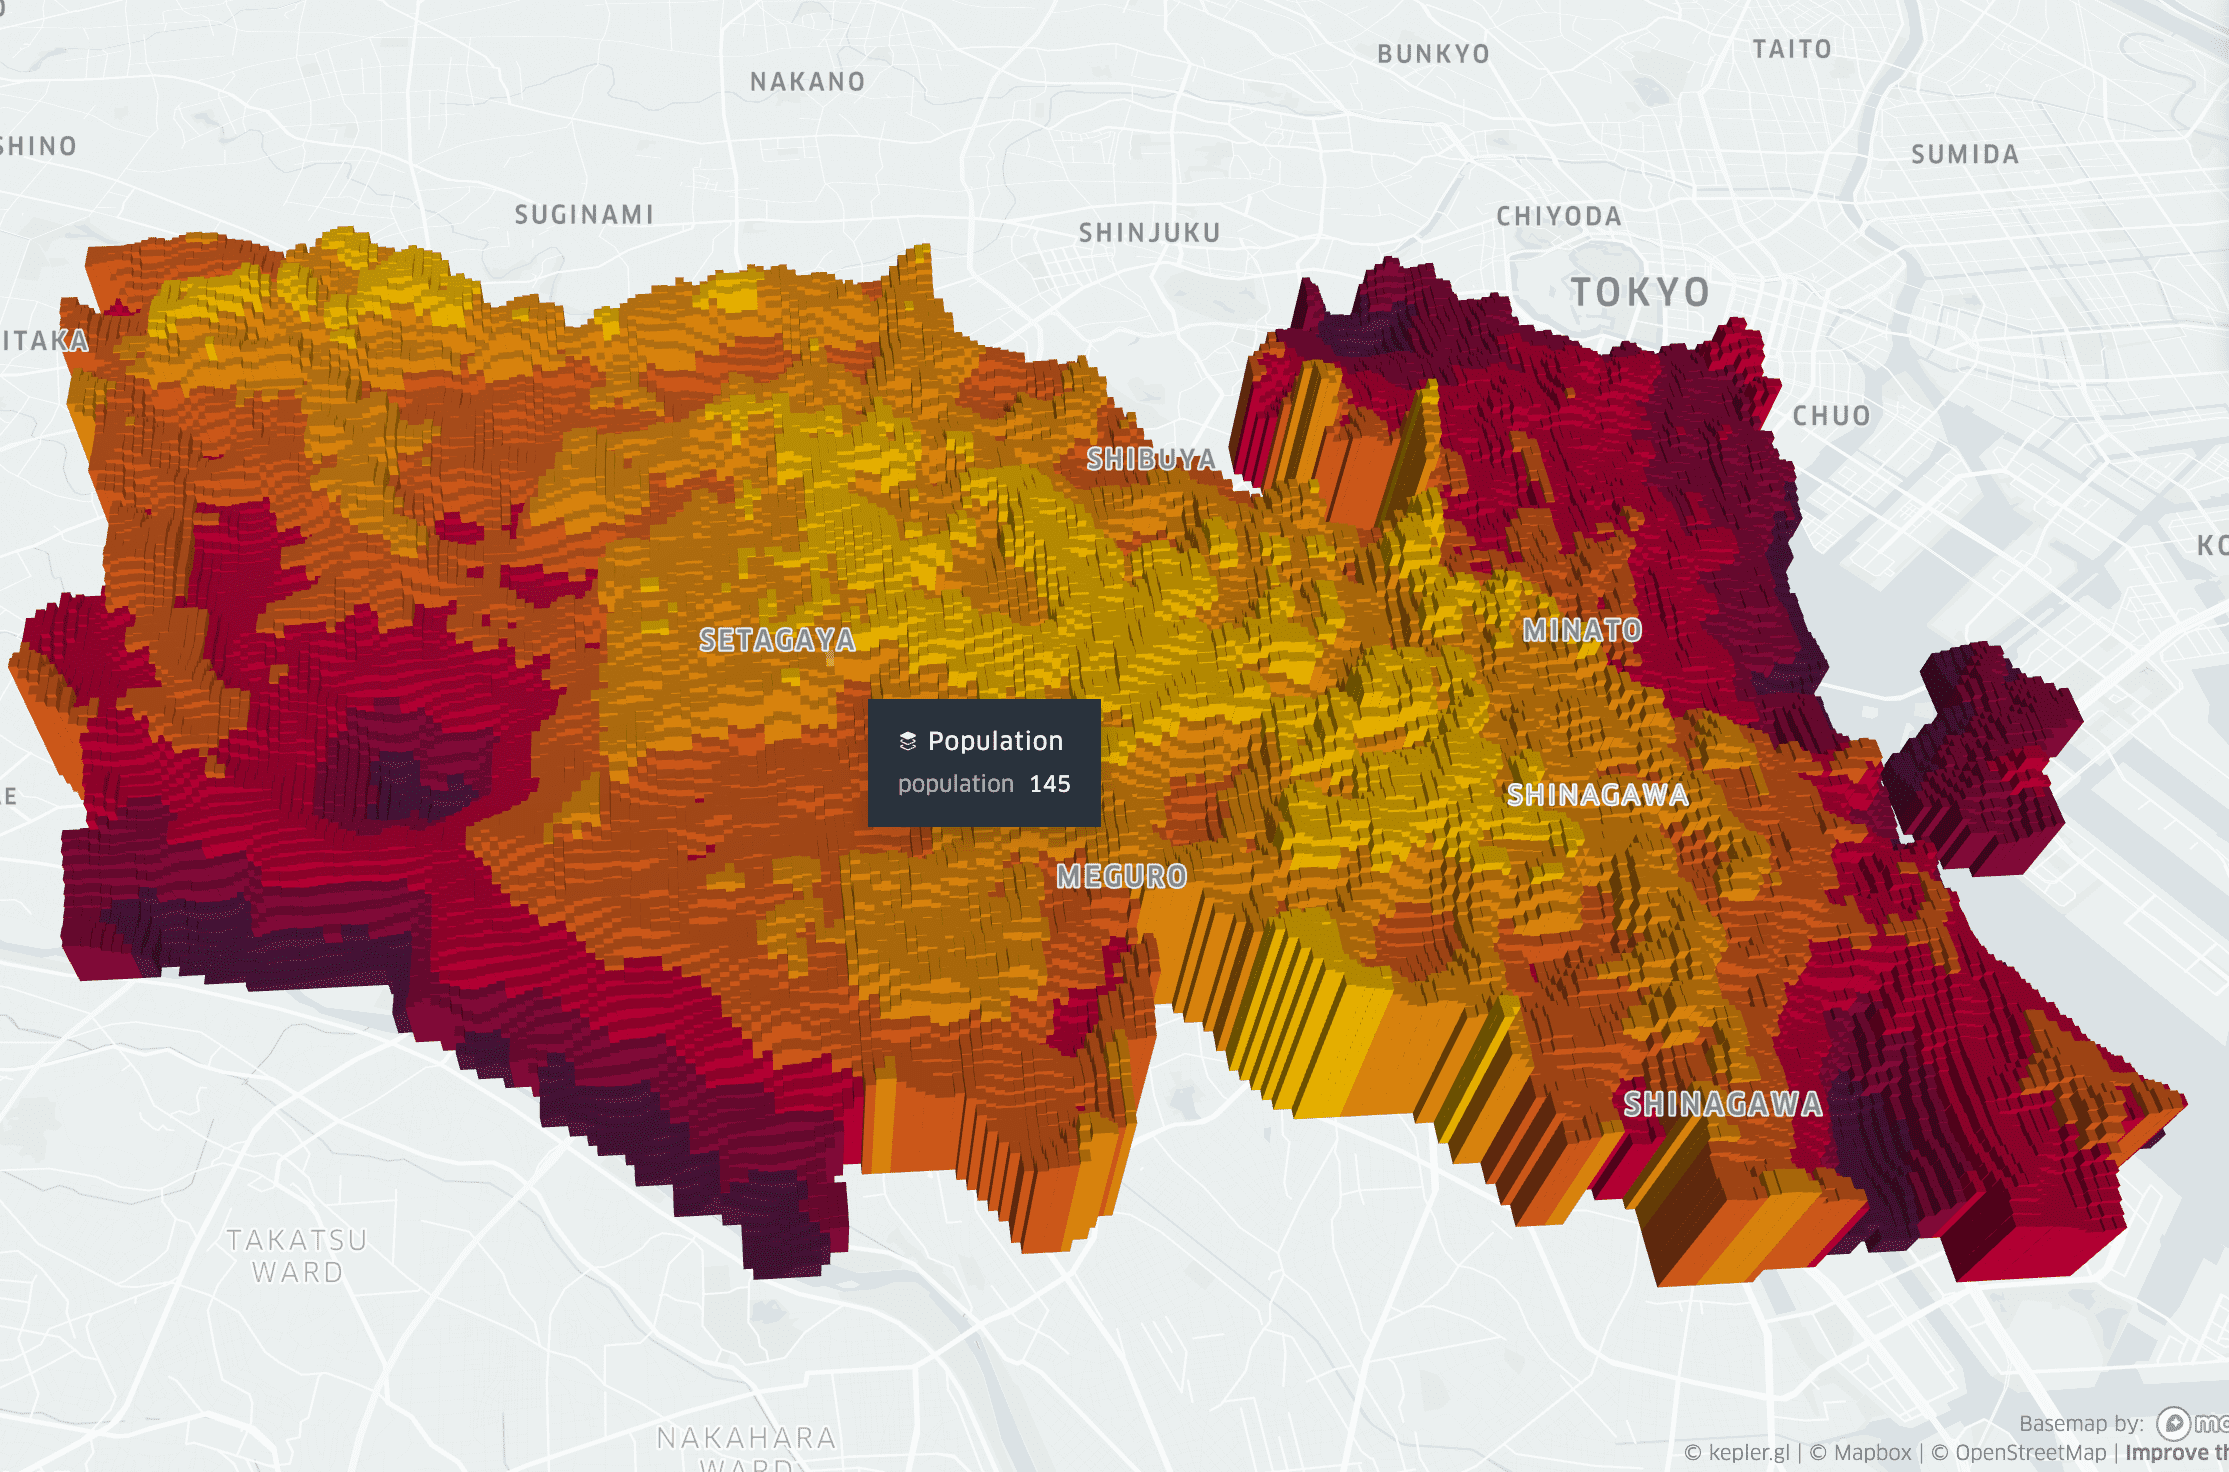 BUNKYO
TAITO
NAKANO
SHINO
SUMIDA
SUGINAMI
SHINJUKU
CHIYODA
TOKYO
ITAKA
CHUO
SHIBUYA
KO
SETAGAYA
MINATO
Population
population 145
SHINAGAWA
E
MEGURO
SHINAGAWA
TAKATSU
WARD
NAKAHARA
WARD
Basemap by: mo
© kepler.gl | © Mapbox | © OpenStreetMap | Improve th